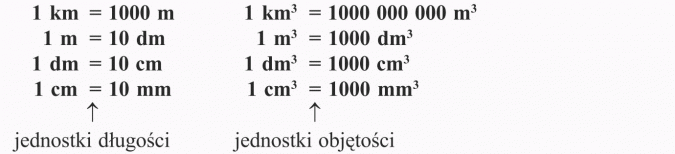 1 km = 1000 m 1 km³ = 1000 000 000 m³
1 m = 10 dm 1 m³ = 1000 dm³
1 dm = 10 cm 1 dm³ = 1000 cm³
1 cm = 10 mm 1 cm³ = 1000 mm³
↑ ↑
jednostki długości jednostki objętości